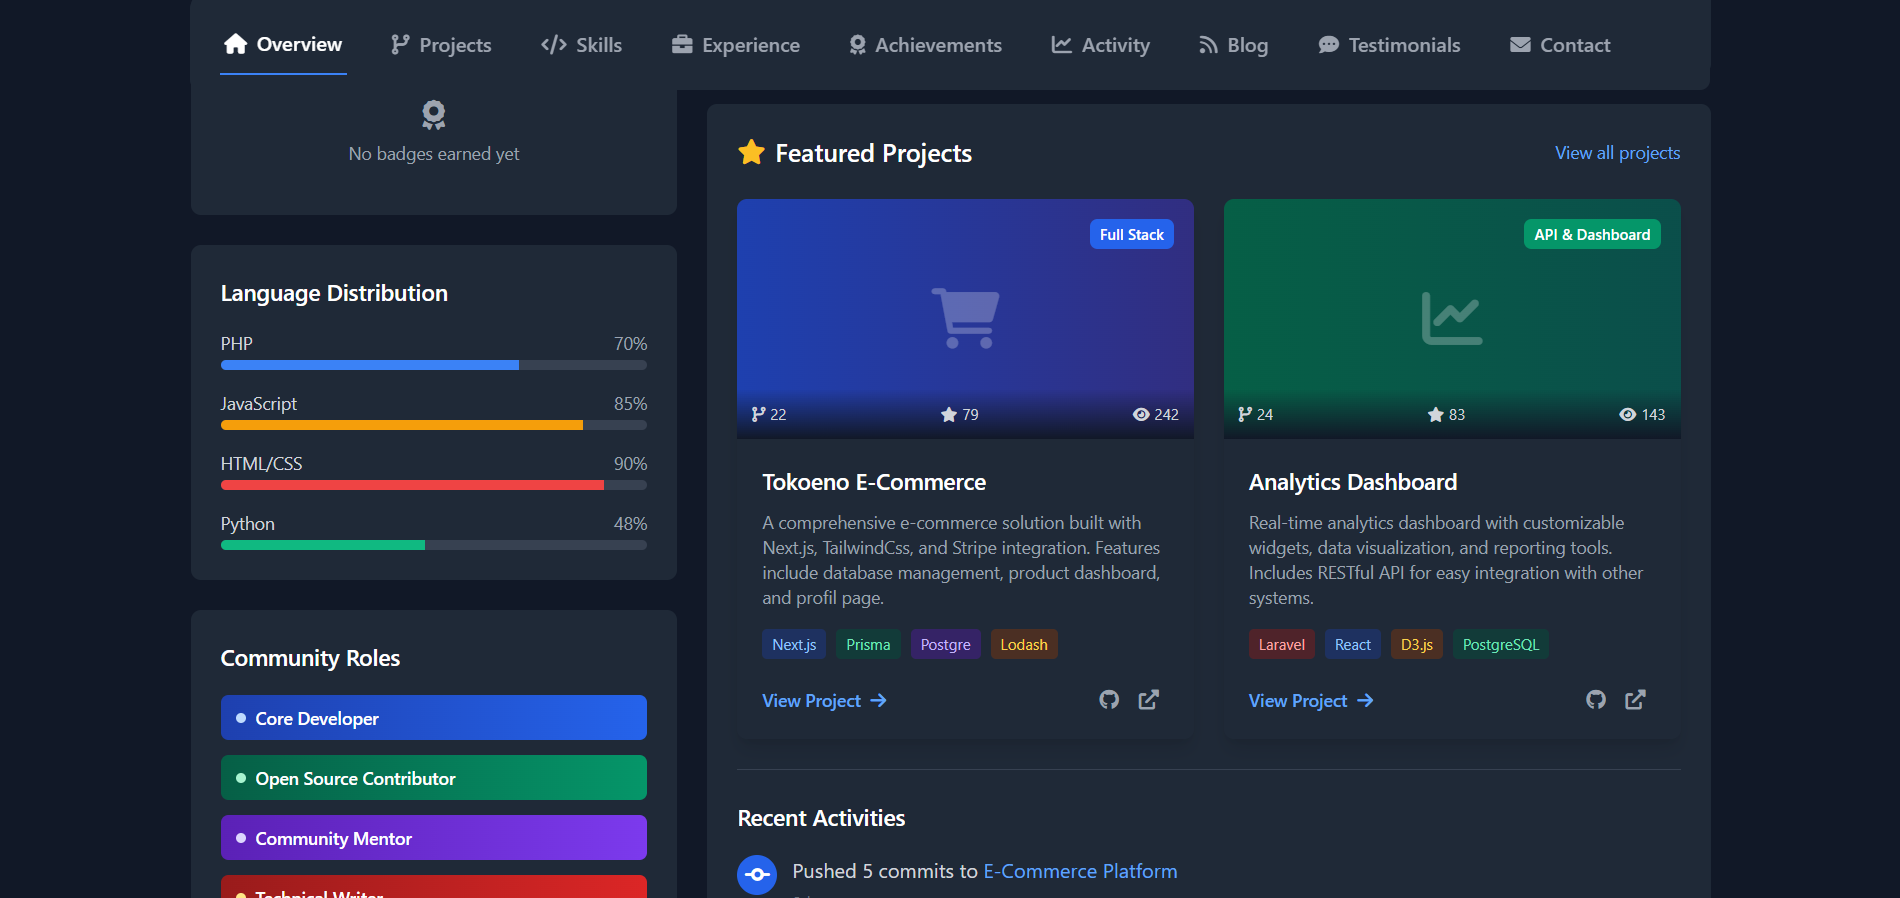 Overview Projects Skills Experience Achievements Activity Blog Testimonials Contact
No badges earned yet
Language Distribution
PHP 70%
JavaScript 85%
HTML/CSS 90%
Python 48%
Community Roles
Core Developer
Open Source Contributor
Community Mentor
Technical Writer
Featured Projects View all projects
Full Stack
22 79 242
Tokoeno E-Commerce
A comprehensive e-commerce solution built with
Next.js, TailwindCss, and Stripe integration. Features
include database management, product dashboard,
and profil page.
Next.js Prisma Postgre Lodash
View Project
API & Dashboard
24 83 143
Analytics Dashboard
Real-time analytics dashboard with customizable
widgets, data visualization, and reporting tools.
Includes RESTful API for easy integration with other
systems.
Laravel React D3.js PostgreSQL
View Project
Recent Activities
Pushed 5 commits to E-Commerce Platform